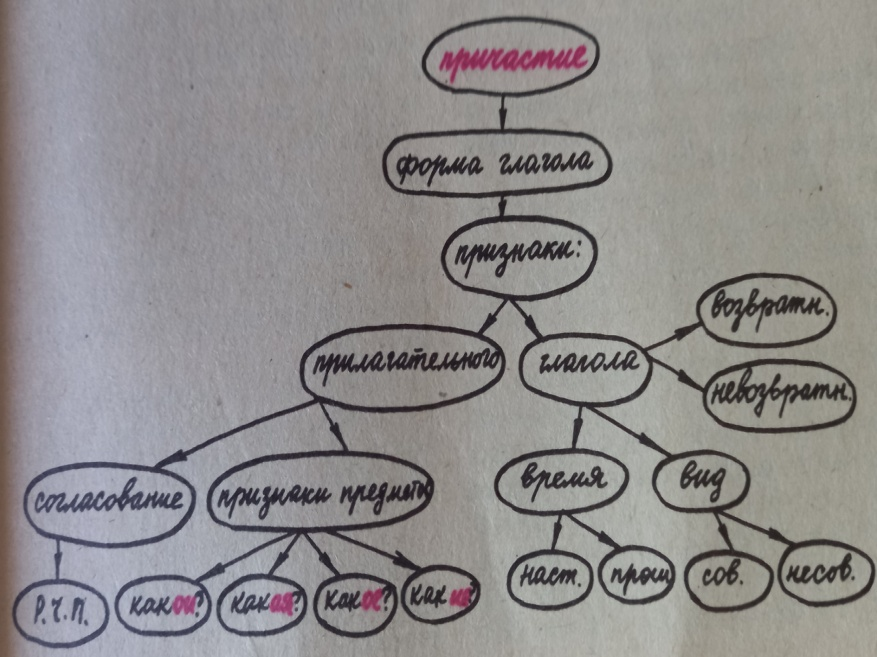 причастие
форма глагола
признаки:
прилагательного
глагола
возвратн.
невозвратн.
согласование
признаки предмета
время
вид
Р.Ч.П.
какой?
какая?
какое?
какие?
наст.
прош
сов.
несов.